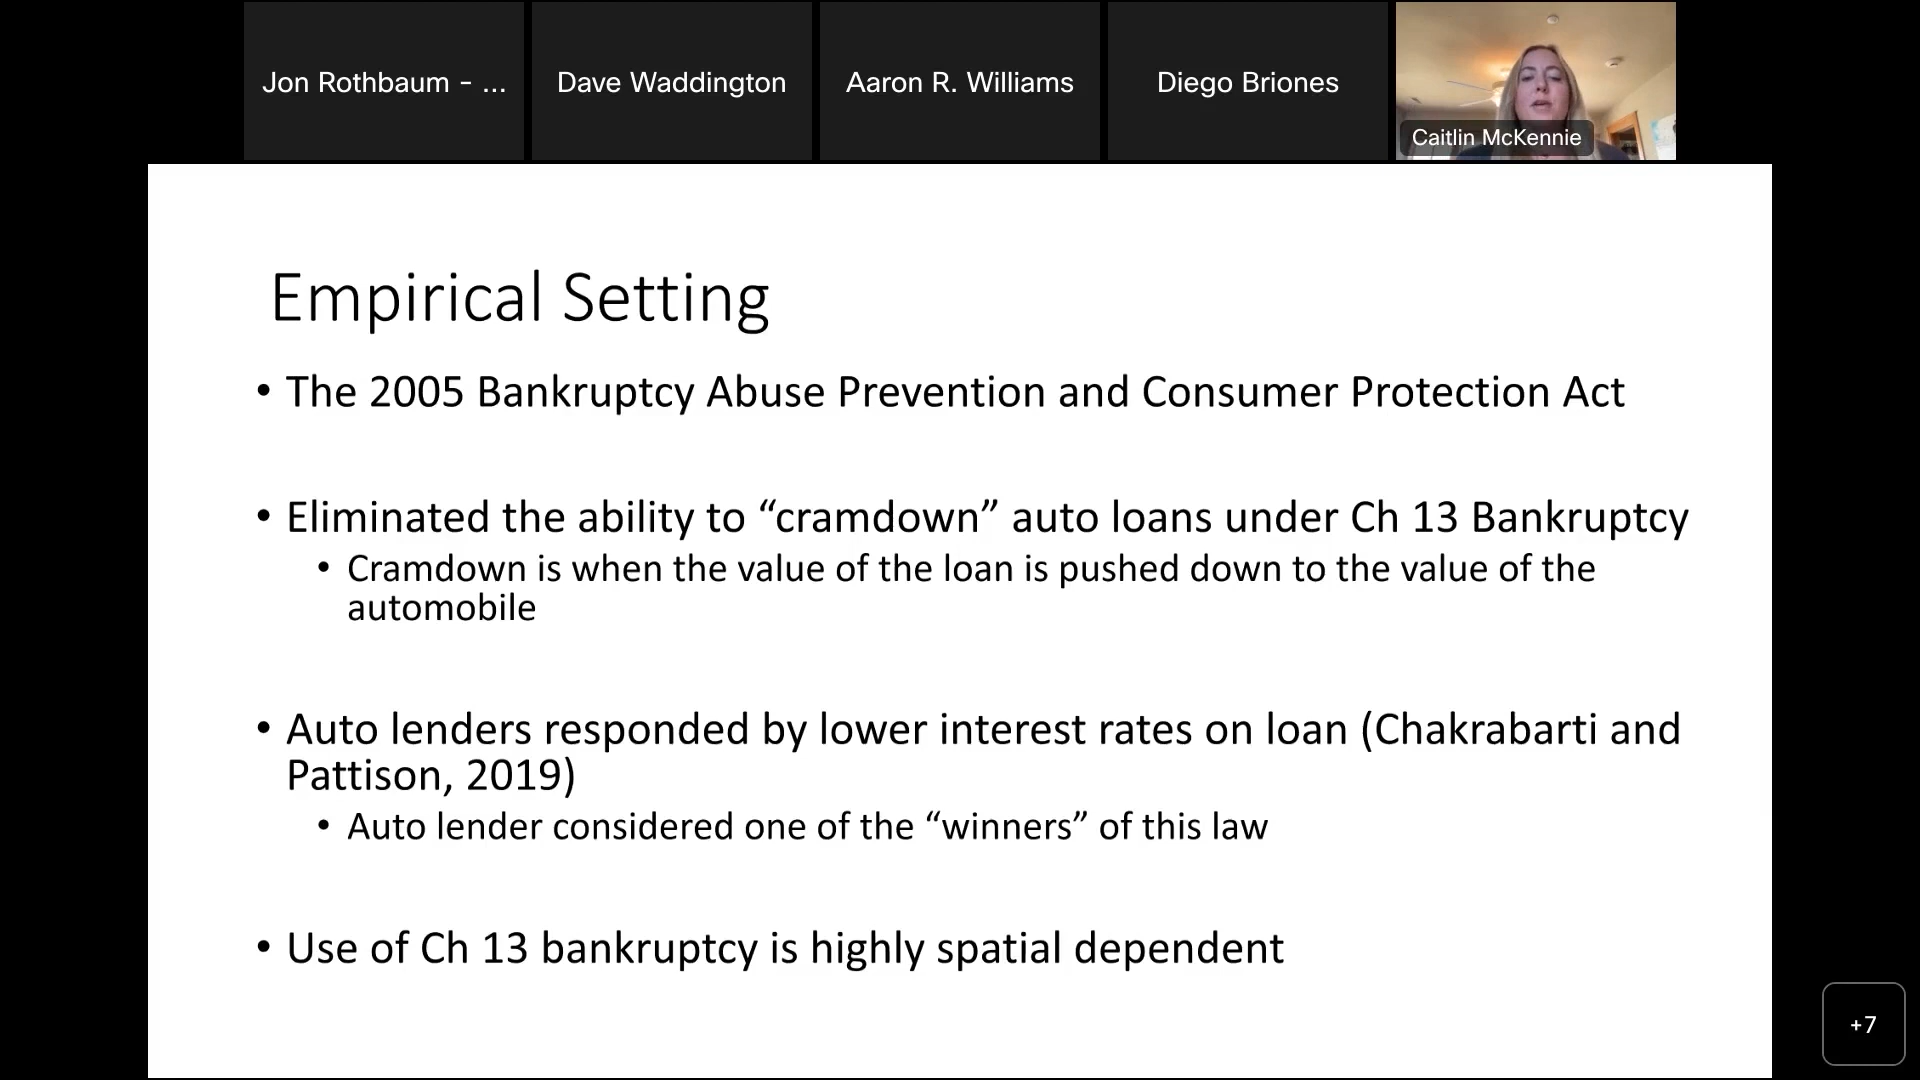 Jon Rothbaum - ...
Dave Waddington
Aaron R. Williams
Diego Briones
Caitlin McKennie
Empirical Setting
• The 2005 Bankruptcy Abuse Prevention and Consumer Protection Act
• Eliminated the ability to “cramdown” auto loans under Ch 13 Bankruptcy
• Cramdown is when the value of the loan is pushed down to the value of the
automobile
• Auto lenders responded by lower interest rates on loan (Chakrabarti and
Pattison, 2019)
• Auto lender considered one of the “winners” of this law
• Use of Ch 13 bankruptcy is highly spatial dependent
+7